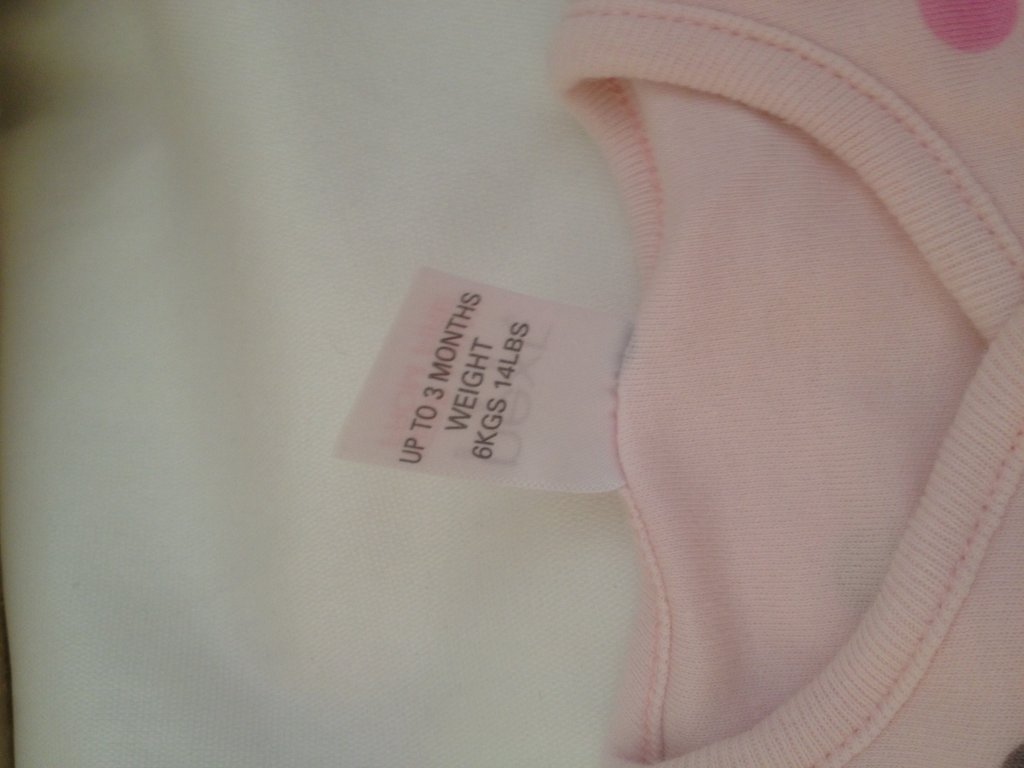 UP TO 3 MONTHS
WEIGHT
6KGS 14LBS